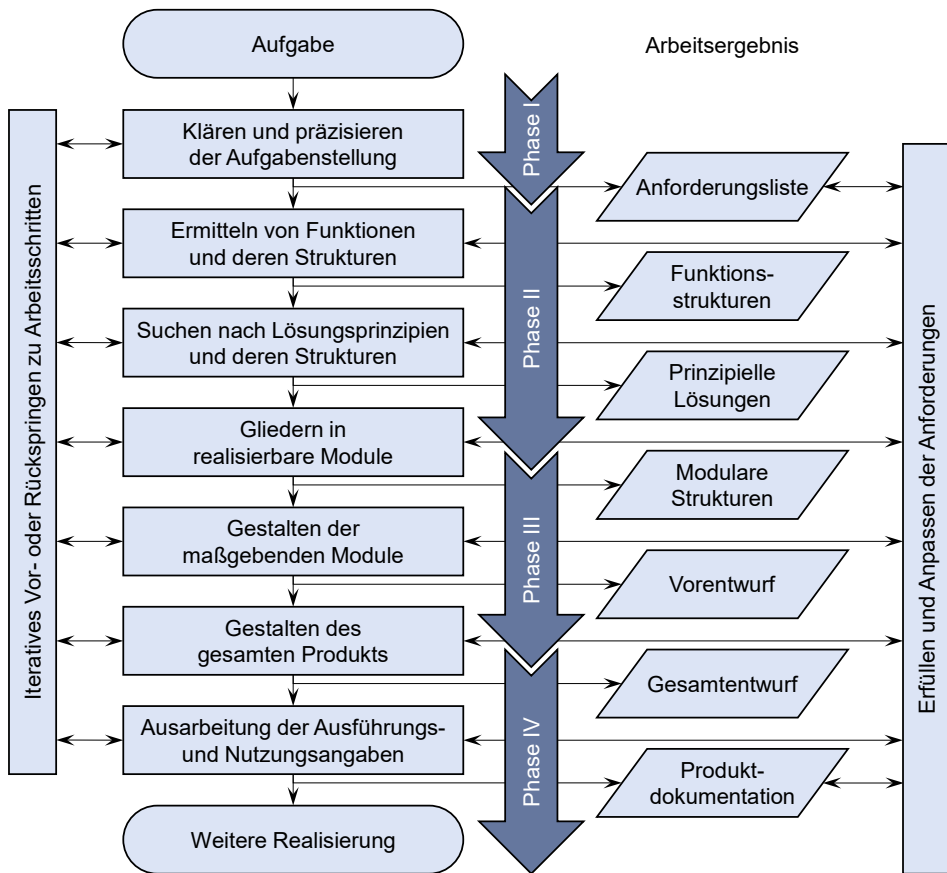 Aufgabe
Arbeitsergebnis
Phase I
Klären und präzisieren
der Aufgabenstellung
Anforderungsliste
Ermitteln von Funktionen
und deren Strukturen
Funktions-
strukturen
Phase II
Suchen nach Lösungsprinzipien
und deren Strukturen
Prinzipielle
Lösungen
Gliedern in
realisierbare Module
Modulare
Strukturen
Phase III
Gestalten der
maßgebenden Module
Vorentwurf
Gestalten des
gesamten Produkts
Gesamtentwurf
Phase IV
Ausarbeitung der Ausführungs-
und Nutzungsangaben
Produkt-
dokumentation
Weitere Realisierung
Iteratives Vor- oder Rückspringen zu Arbeitsschritten
Erfüllen und Anpassen der Anforderungen